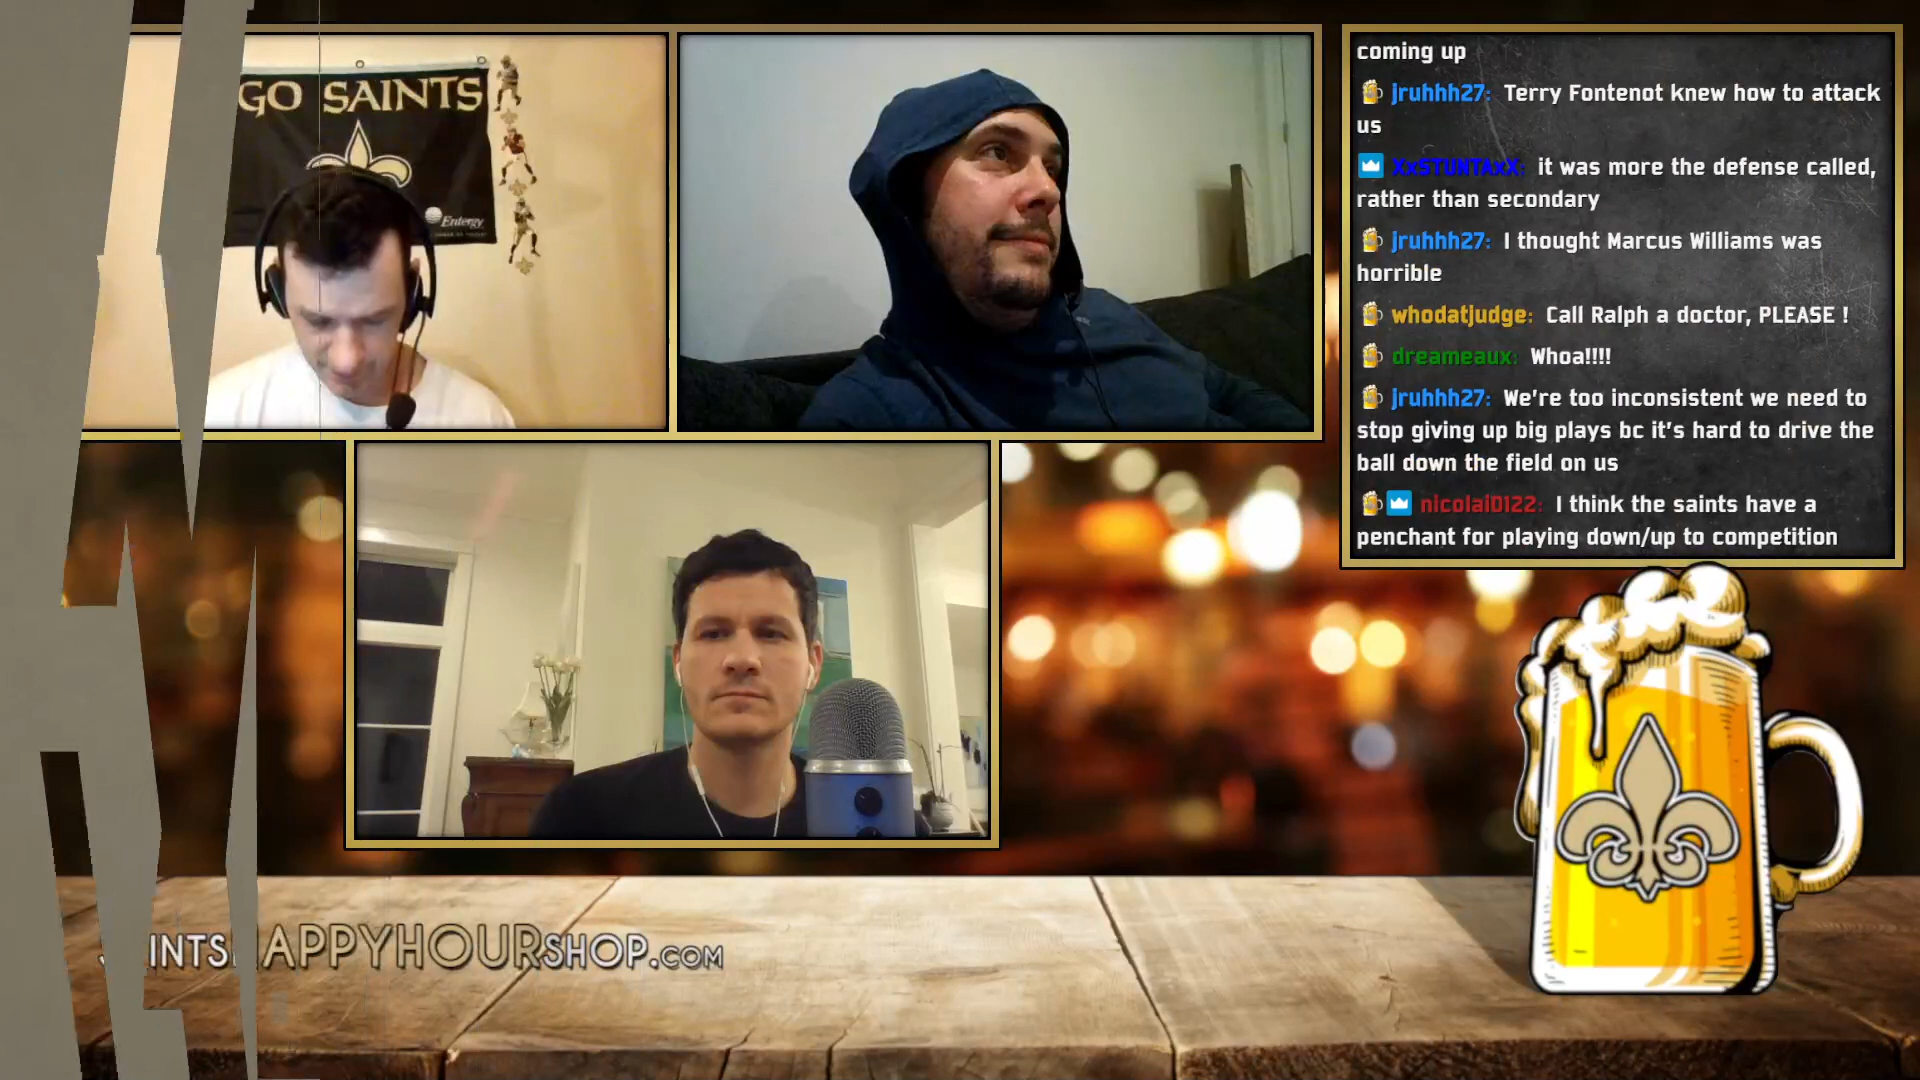 GO SAINTS
Entergy
coming up
jruhhh27: Terry Fontenot knew how to attack
us
XxSTUNTAxX: it was more the defense called,
rather than secondary
jruhhh27: I thought Marcus Williams was
horrible
whodatjudge: Call Ralph a doctor, PLEASE !
dreameaux: Whoa!!!!
jruhhh27: We're too inconsistent we need to
stop giving up big plays bc it's hard to drive the
ball down the field on us
nicolai0122: I think the saints have a
penchant for playing down/up to competition
INTS APPYHOURSHOP.COM